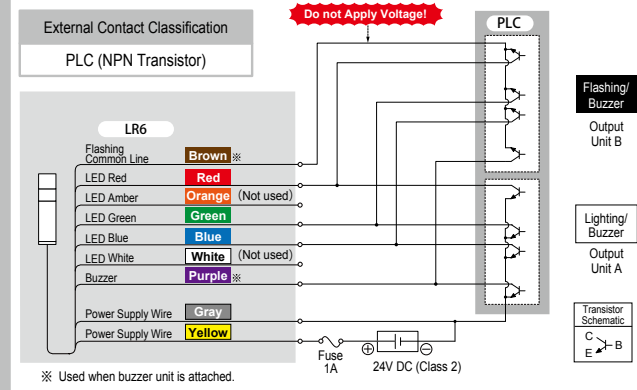 External Contact Classification
PLC (NPN Transistor)
Do not Apply Voltage!
PLC
LR6
Flashing
Common Line
Brown ※
LED Red
Red
LED Amber
Orange (Not used)
LED Green
Green
LED Blue
Blue
LED White
White (Not used)
Buzzer
Purple ※
Power Supply Wire
Gray
Power Supply Wire
Yellow
Fuse
1A
⊕ ⊖
24V DC (Class 2)
※ Used when buzzer unit is attached.
Flashing/
Buzzer
Output
Unit B
Lighting/
Buzzer
Output
Unit A
Transistor
Schematic
C
B
E